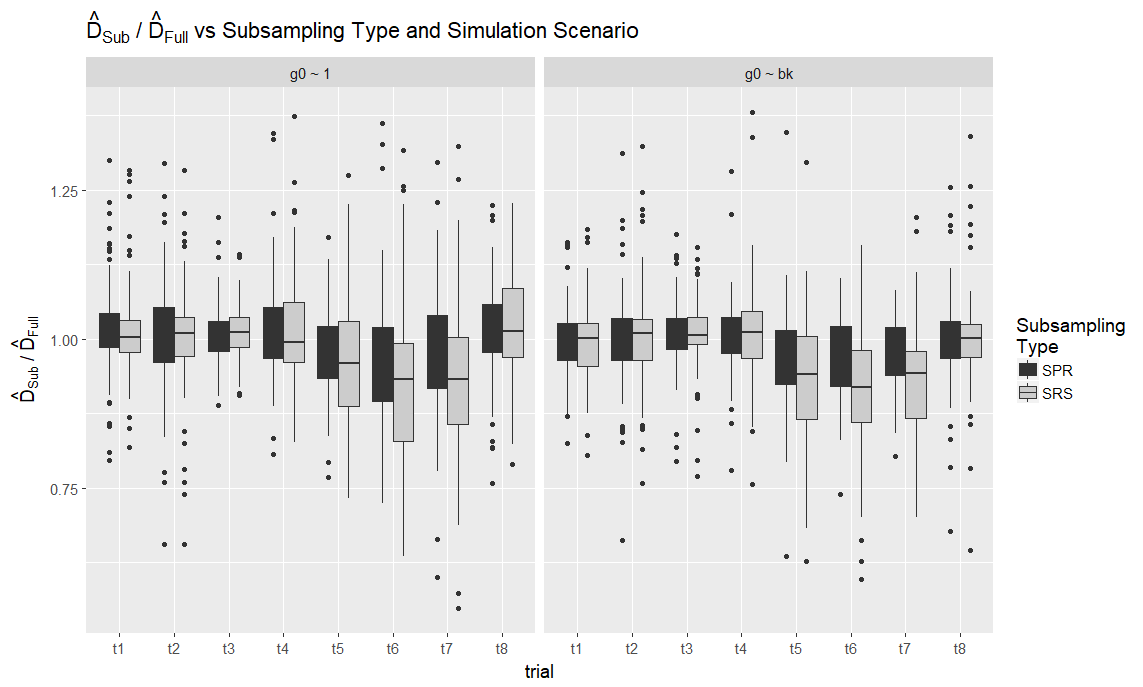 D̂Sub / D̂Full vs Subsampling Type and Simulation Scenario
g0 ~ 1
g0 ~ bk
1.25
1.00
0.75
D̂Sub / D̂Full
t1 t2 t3 t4 t5 t6 t7 t8
t1 t2 t3 t4 t5 t6 t7 t8
trial
Subsampling
Type
SPR
SRS